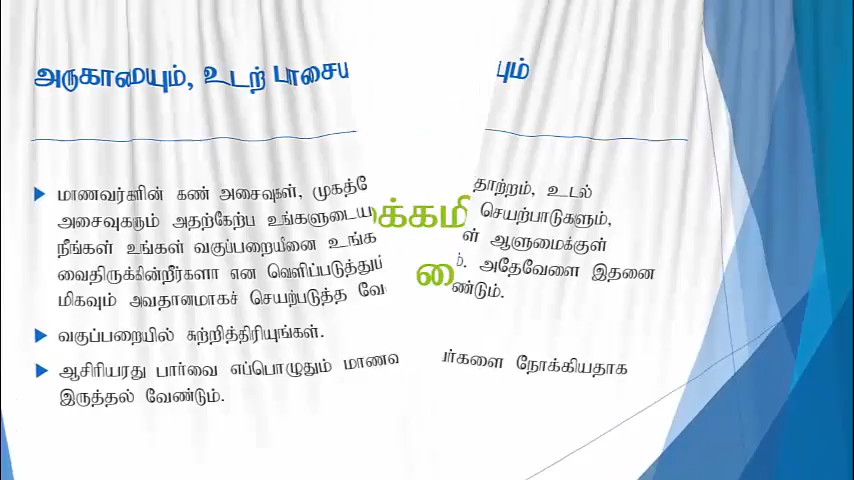 அருகாமையும், உடற் பாசைய யும்
மாணவர்களின் கண் அசைவுகள், முகத்தே தாற்றம், உடல்
அசைவுகளும் அதற்கேற்ப உங்களுடைய செயற்பாடுகளும்,
நீங்கள் உங்கள் வகுப்பறையினை உங்க ள் ஆளுமைக்குள்
வைதிருக்கின்றீர்களா என வெளிப்படுத்தும். அதேவேளை இதனை
மிகவும் அவதானமாகச் செயற்படுத்த வேண்டும்.
க்கமி
வகுப்பறையில் சுற்றித்திரியுங்கள்.
ஆசிரியரது பார்வை எப்பொழுதும் மாணவர்களை நோக்கியதாக
இருத்தல் வேண்டும்.